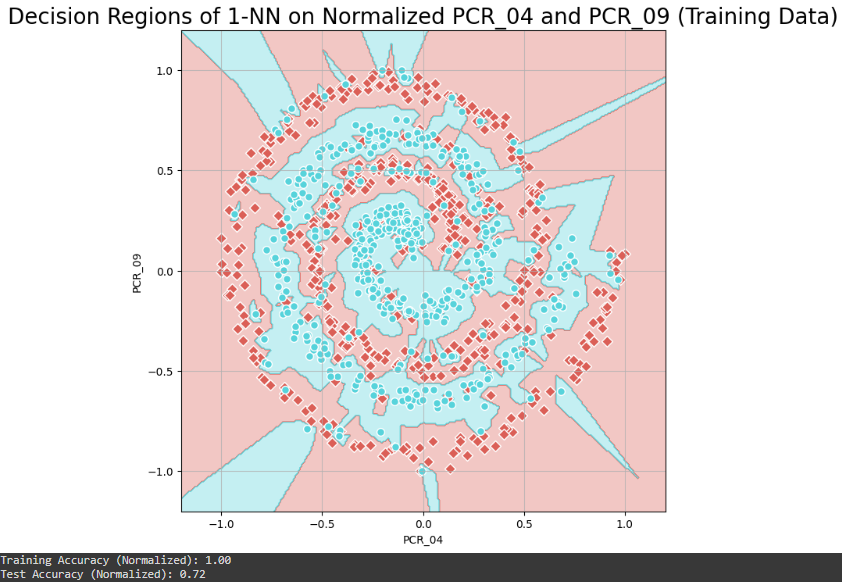 Decision Regions of 1-NN on Normalized PCR_04 and PCR_09 (Training Data)
1.0
0.5
0.0
−0.5
−1.0
PCR_09
−1.0 −0.5 0.0 0.5 1.0
PCR_04
Training Accuracy (Normalized): 1.00
Test Accuracy (Normalized): 0.72